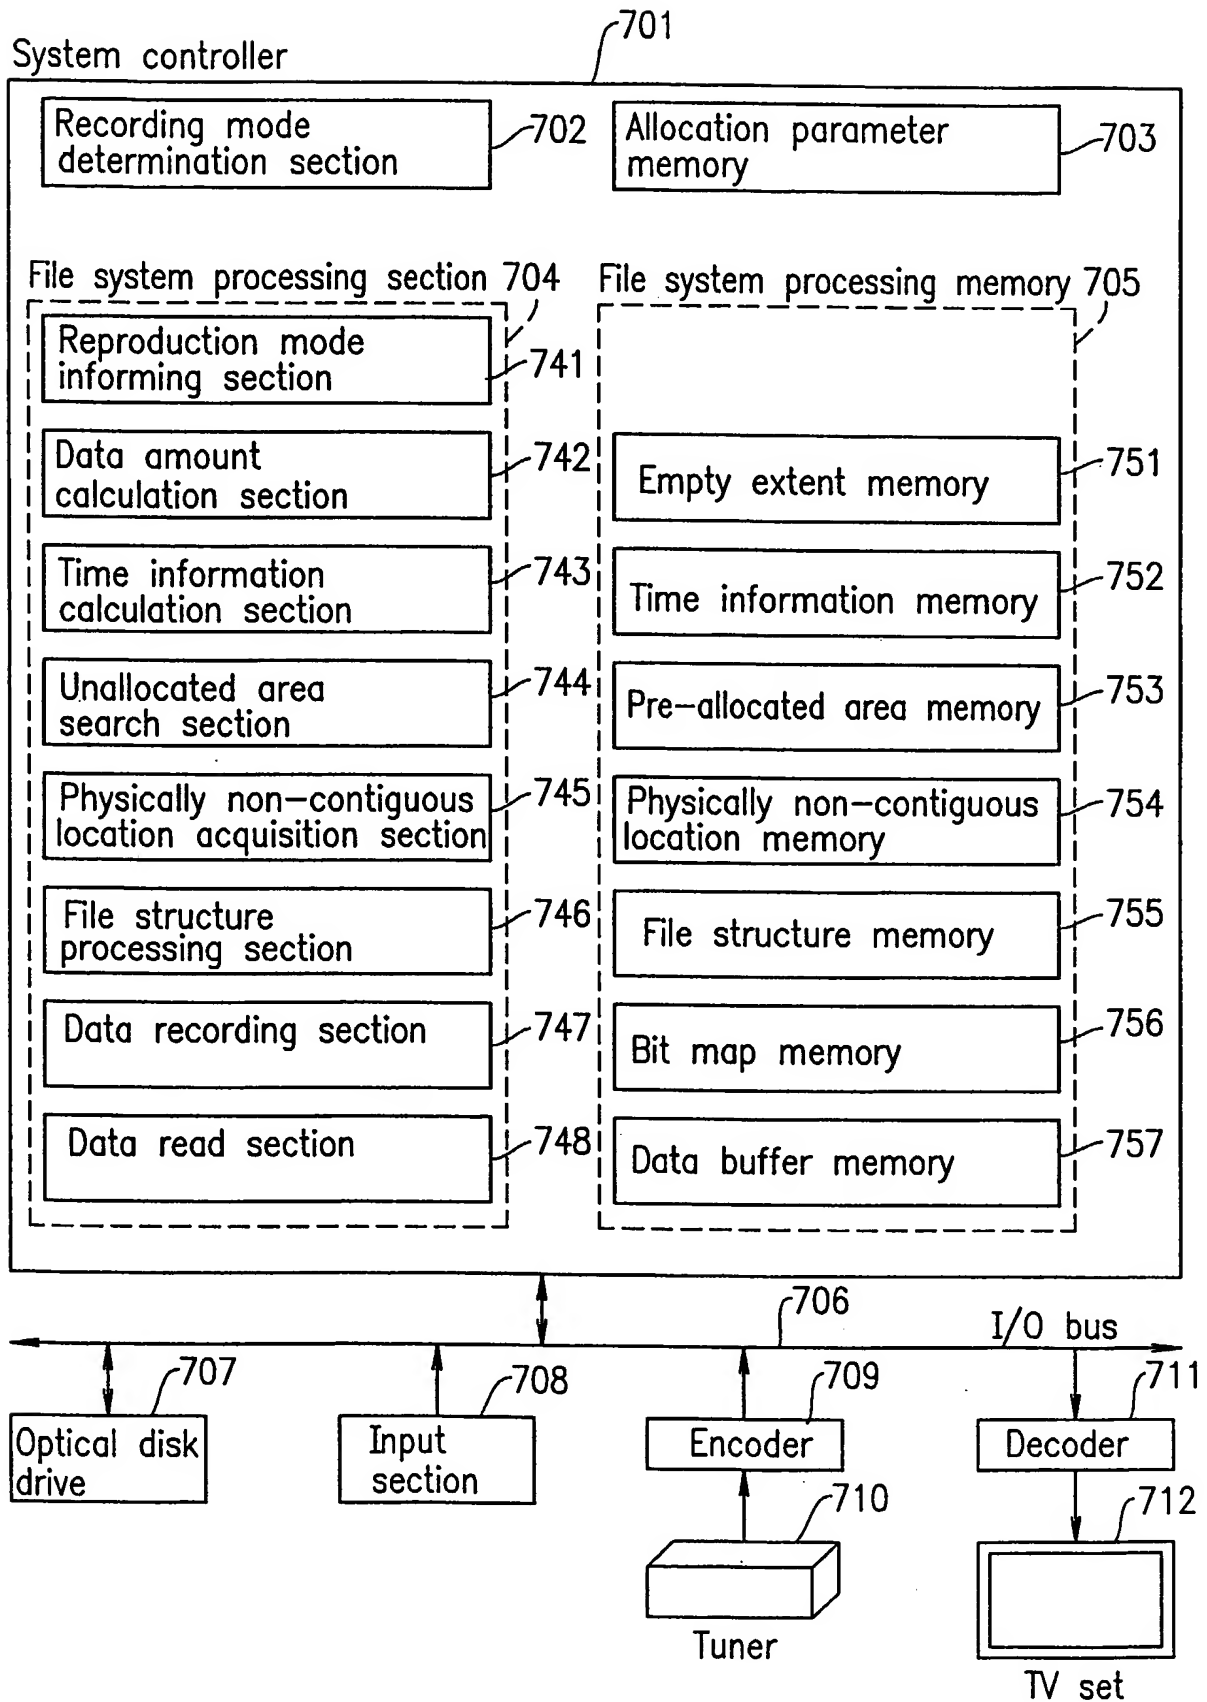 701
System controller
Recording mode
determination section
702
Allocation parameter
memory
703
File system processing section 704
Reproduction mode
informing section
741
Data amount
calculation section
742
Time information
calculation section
743
Unallocated area
search section
744
Physically non-contiguous
location acquisition section
745
File structure
processing section
746
Data recording section
747
Data read section
748
File system processing memory 705
Empty extent memory
751
Time information memory
752
Pre-allocated area memory
753
Physically non-contiguous
location memory
754
File structure memory
755
Bit map memory
756
Data buffer memory
757
706
I/O bus
707
Optical disk
drive
708
Input
section
709
Encoder
710
Tuner
711
Decoder
712
TV set